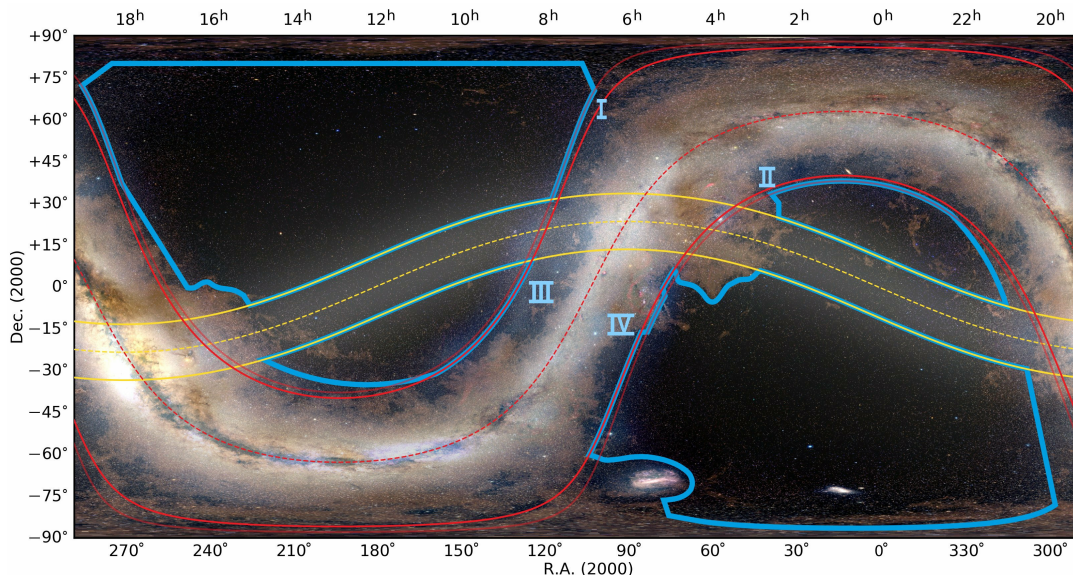 18h 16h 14h 12h 10h 8h 6h 4h 2h 0h 22h 20h
+90°
+75°
+60°
+45°
+30°
+15°
0°
−15°
−30°
−45°
−60°
−75°
−90°
Dec. (2000)
I
II
III
IV
270° 240° 210° 180° 150° 120° 90° 60° 30° 0° 330° 300°
R.A. (2000)